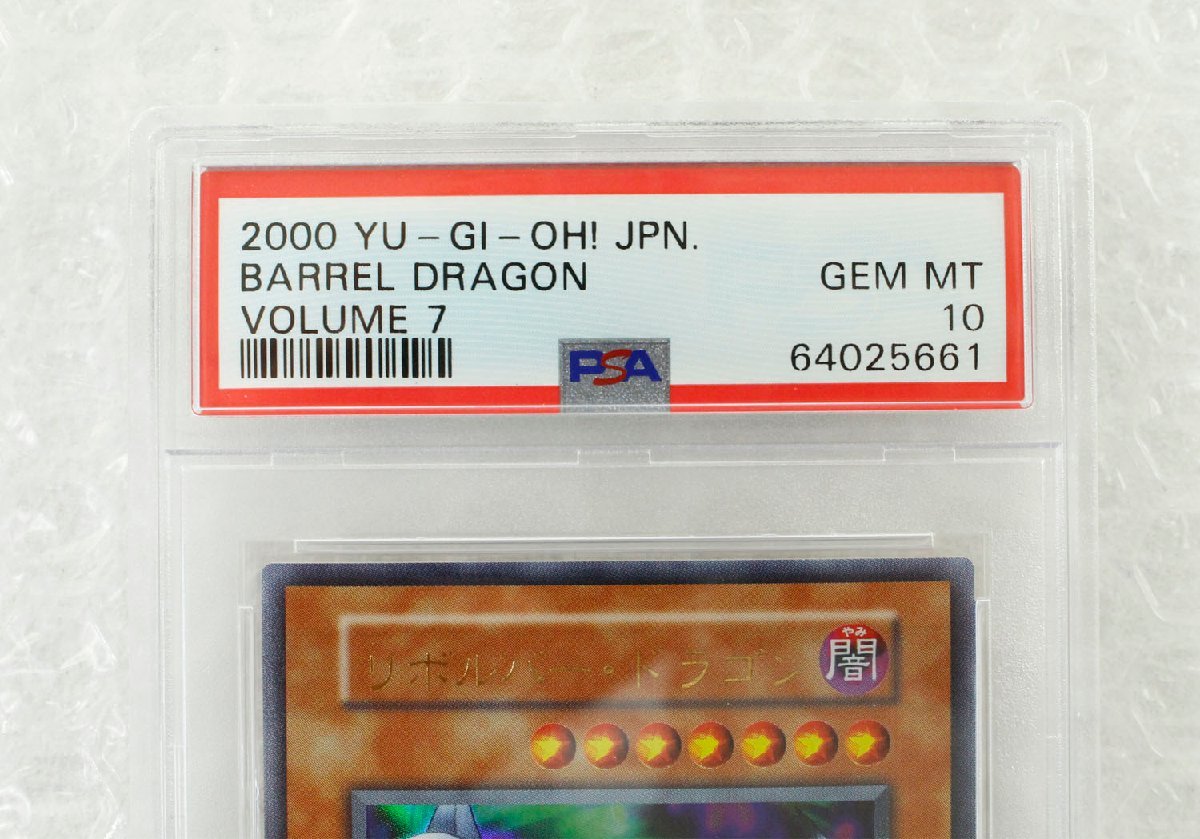 2000 YU-GI-OH! JPN.
BARREL DRAGON GEM MT
VOLUME 7 10
PSA 64025661
リボルバー・ドラゴン
やみ
闇